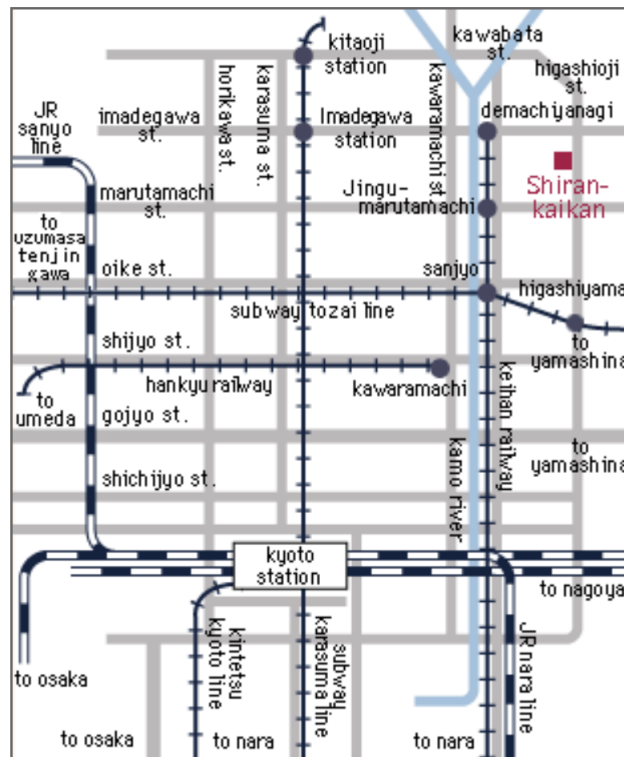 kitaoji
station
kawabata
st.
higashioji
st.
horikawa st.
karasuma st.
kawaramachi st
JR
sanyo
line
imadegawa
st.
Imadegawa
station
demachiyanagi
marutamachi
st.
Jingu-
marutamachi
Shiran-
kaikan
to
uzumasa
tenjin
gawa
oike st.
sanjyo
higashiyama
subway tozai line
shijyo st.
to
yamashina
hankyu railway
kawaramachi
keihan railway
to
umeda
gojyo st.
kamo river
to
yamashina
shichijyo st.
kyoto
station
to nagoya
kintetsu
kyoto line
subway
karasuma line
JR nara line
to osaka
to osaka
to nara
to nara